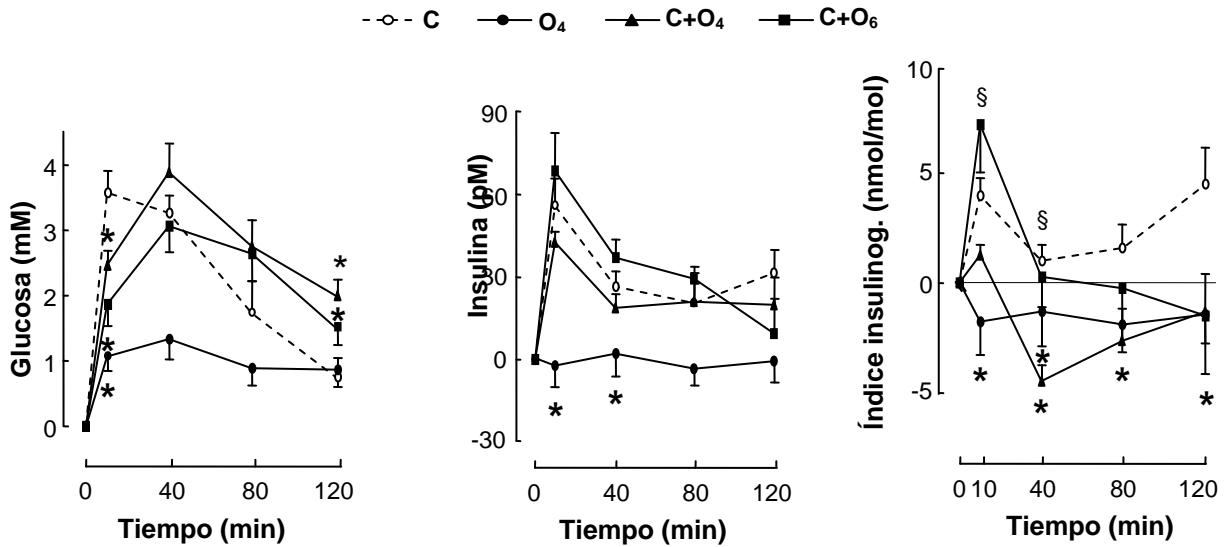 C O₄ C+O₄ C+O₆
Glucosa (mM)
4
3
2
1
0
*
*
*
*
*
0 40 80 120
Tiempo (min)
Insulina (pM)
90
60
30
0
-30
* *
0 40 80 120
Tiempo (min)
Índice insulinog. (nmol/mol)
10
5
0
-5
§
§
*
* * * *
0 10 40 80 120
Tiempo (min)